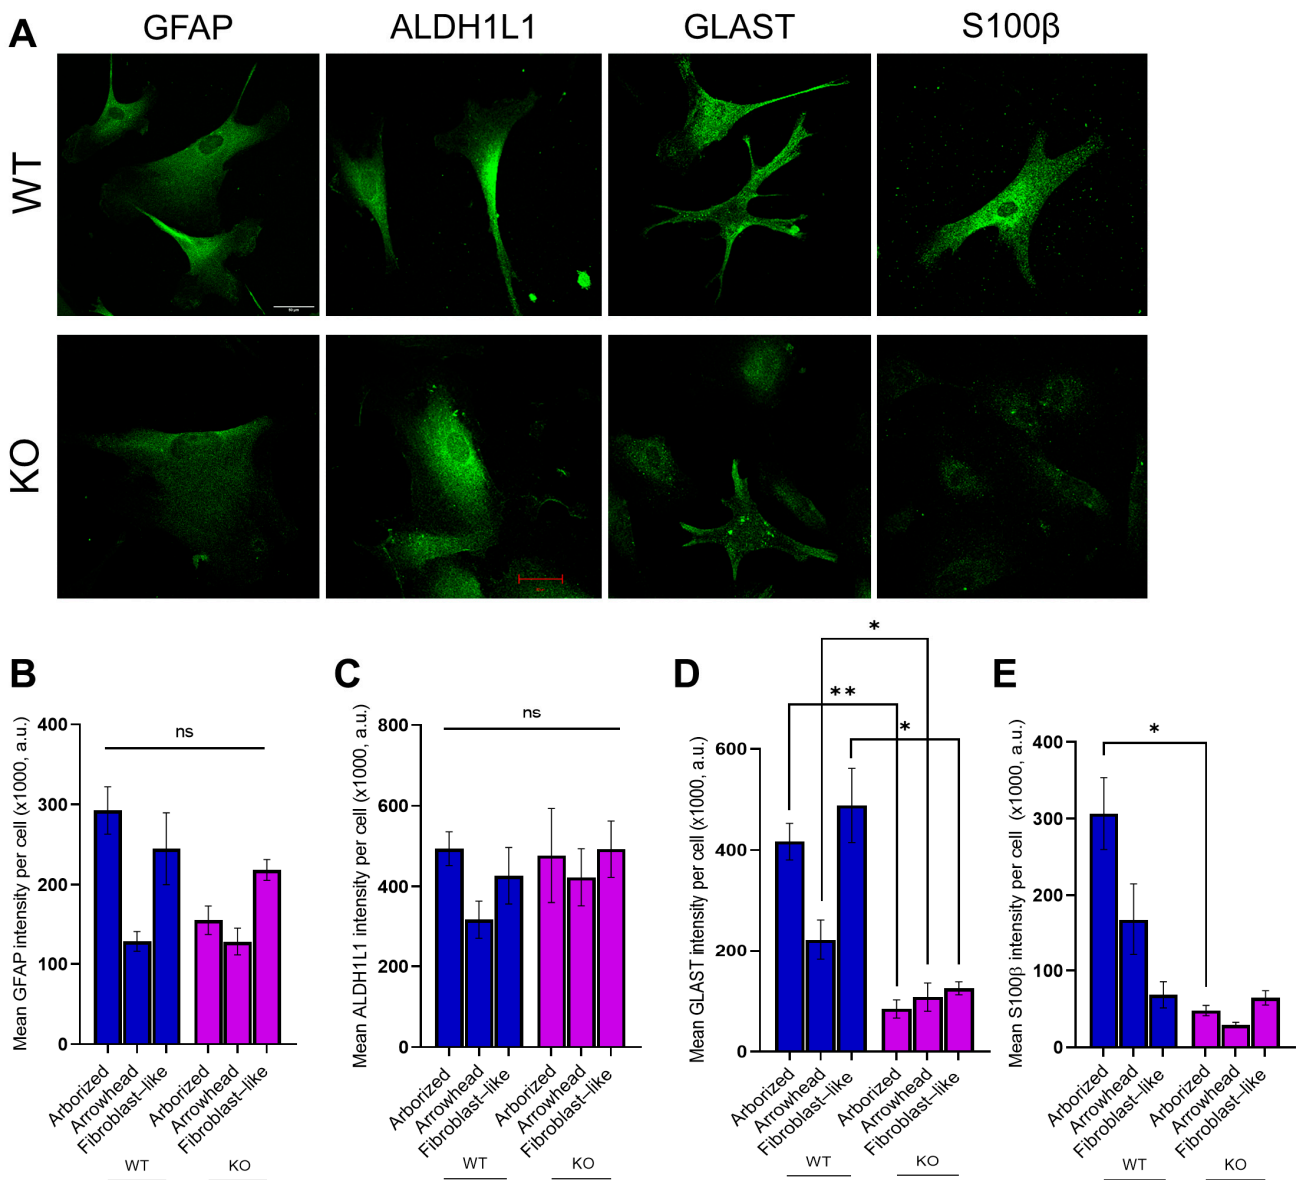 A
GFAP
ALDH1L1
GLAST
S100β
WT
KO
B
Mean GFAP intensity per cell (x1000, a.u.)
400
300
200
100
0
ns
Arborized
Arrowhead
Fibroblast–like
Arborized
Arrowhead
Fibroblast–like
WT
KO
C
Mean ALDH1L1 intensity per cell (x1000, a.u.)
800
600
400
200
0
ns
Arborized
Arrowhead
Fibroblast–like
Arborized
Arrowhead
Fibroblast–like
WT
KO
D
Mean GLAST intensity per cell (x1000, a.u.)
600
400
200
0
*
**
*
Arborized
Arrowhead
Fibroblast–like
Arborized
Arrowhead
Fibroblast–like
WT
KO
E
Mean S100β intensity per cell (x1000, a.u.)
400
300
200
100
0
*
Arborized
Arrowhead
Fibroblast–like
Arborized
Arrowhead
Fibroblast–like
WT
KO